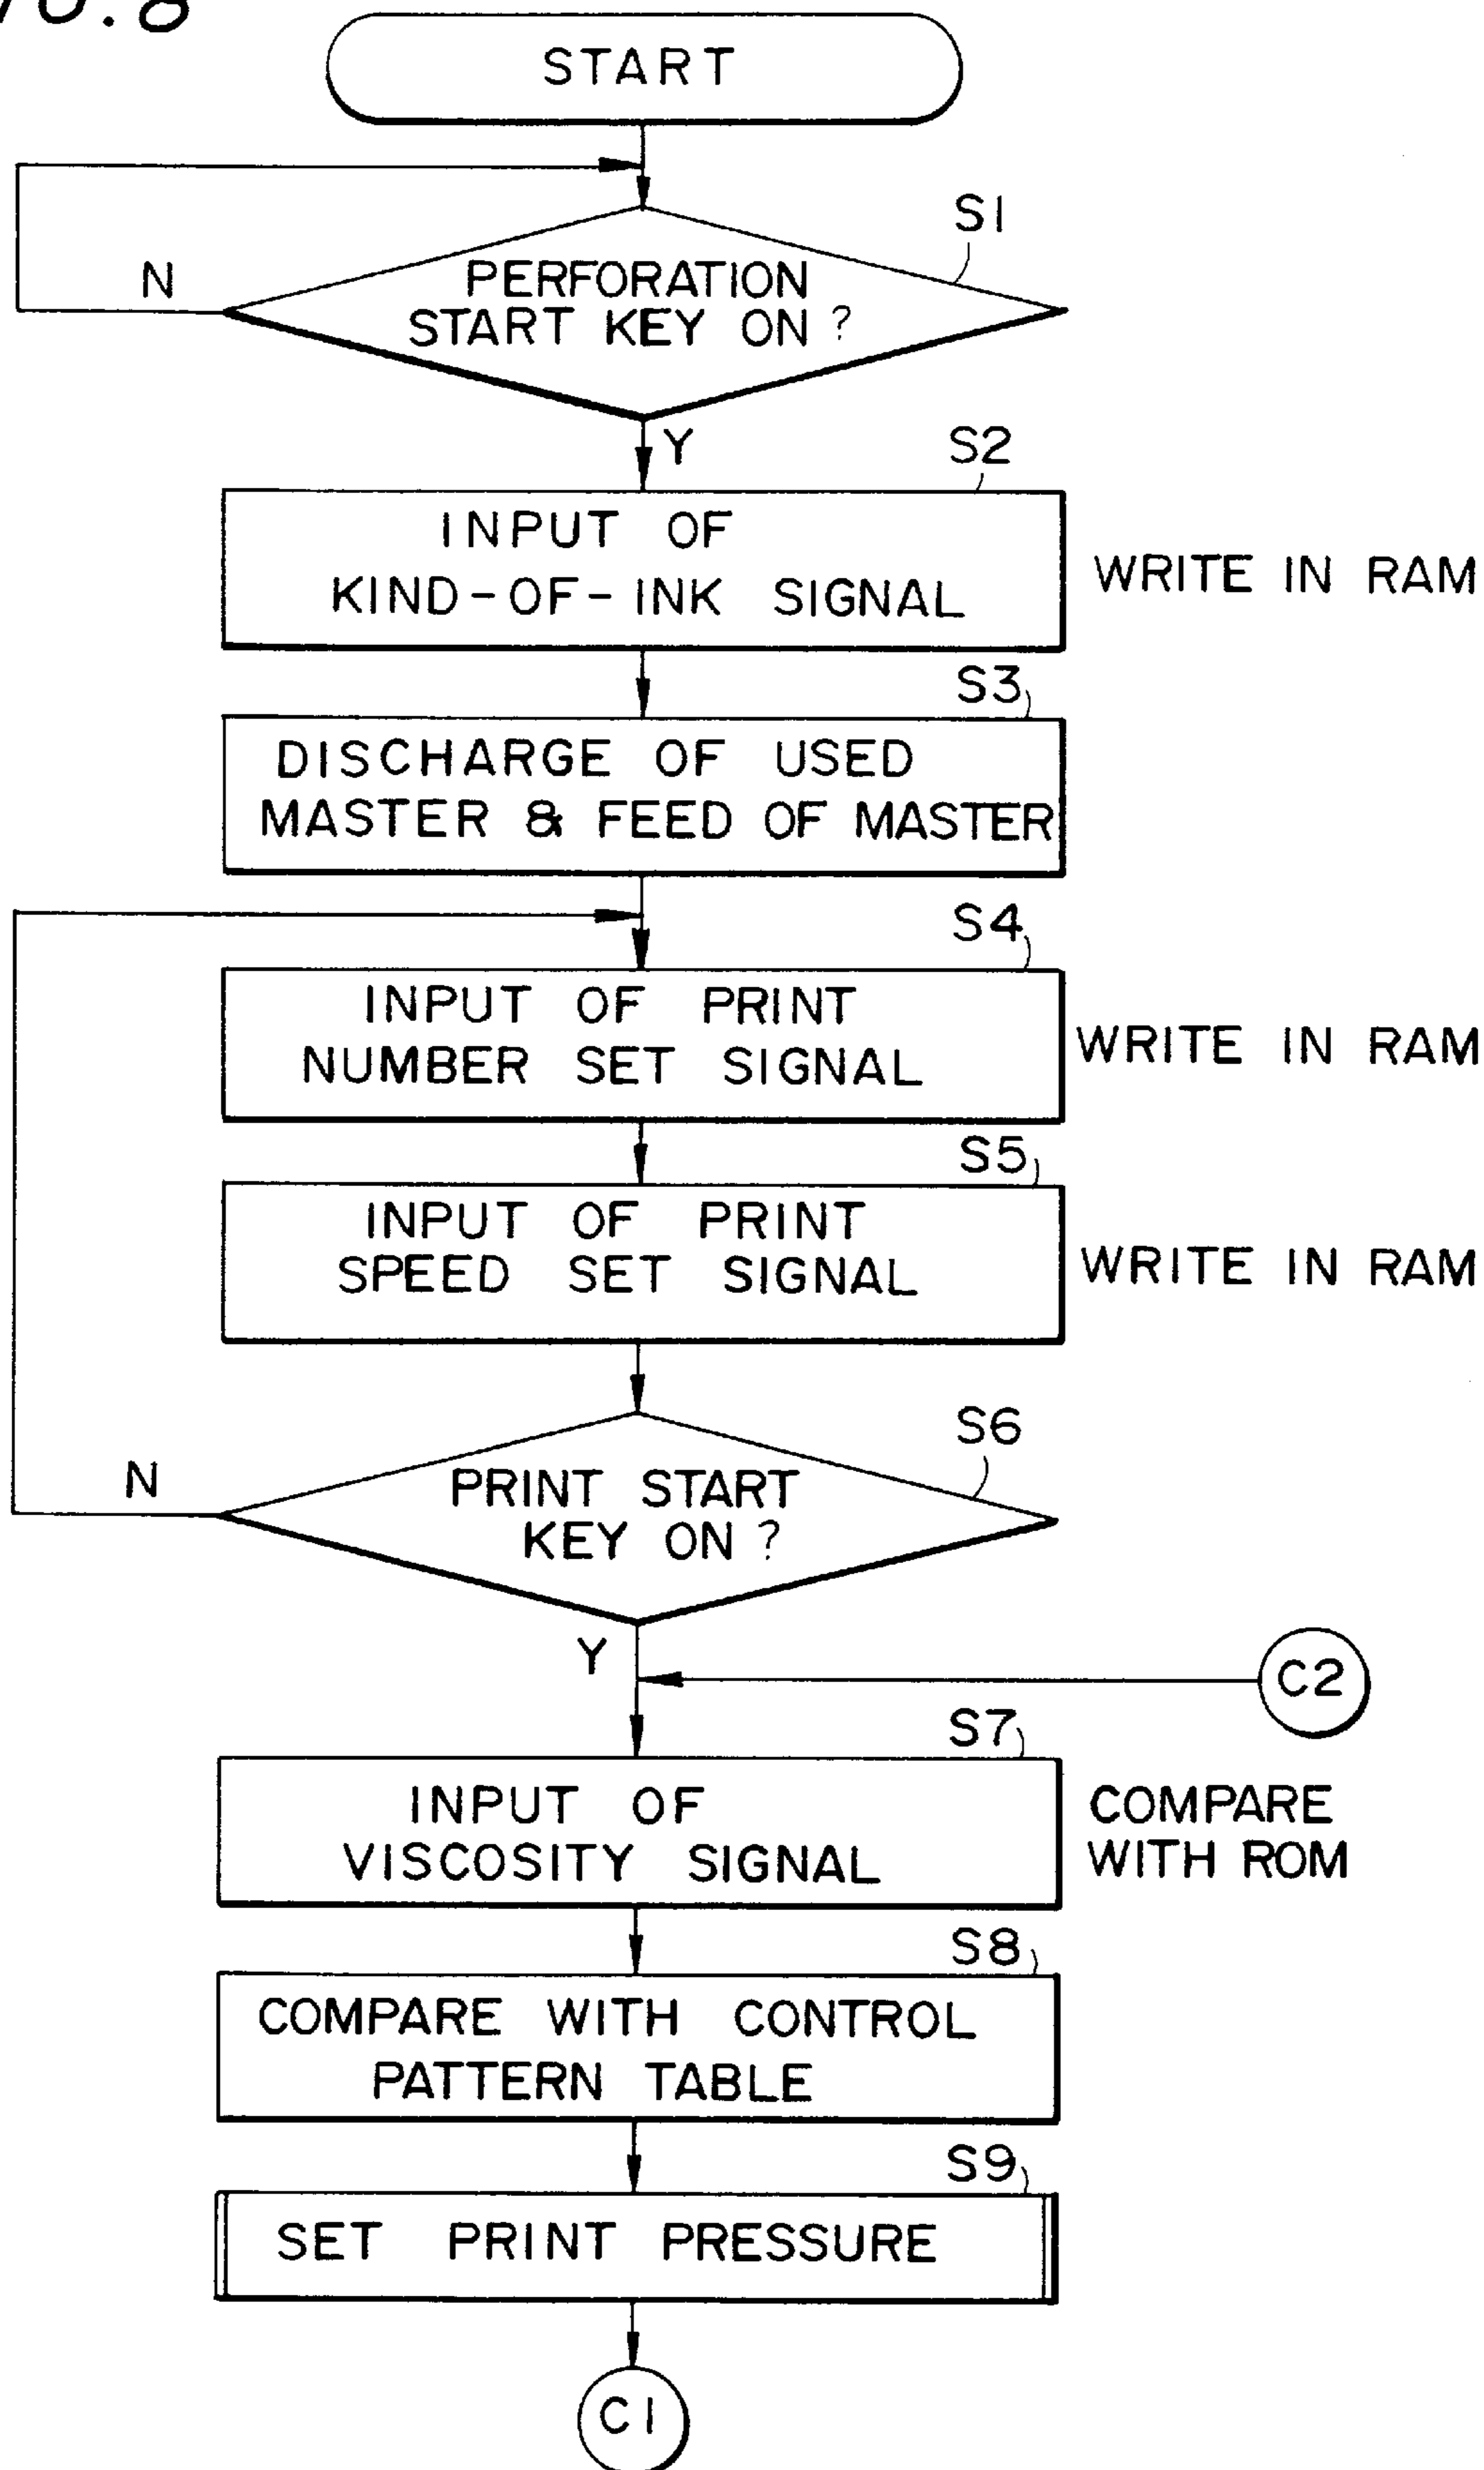 START
S1
PERFORATION
START KEY ON ?
N
Y
S2
INPUT OF
KIND-OF-INK SIGNAL
WRITE IN RAM
S3
DISCHARGE OF USED
MASTER & FEED OF MASTER
S4
INPUT OF PRINT
NUMBER SET SIGNAL
WRITE IN RAM
S5
INPUT OF PRINT
SPEED SET SIGNAL
WRITE IN RAM
S6
PRINT START
KEY ON ?
N
Y
C2
S7
INPUT OF
VISCOSITY SIGNAL
COMPARE
WITH ROM
S8
COMPARE WITH CONTROL
PATTERN TABLE
S9
SET PRINT PRESSURE
C1